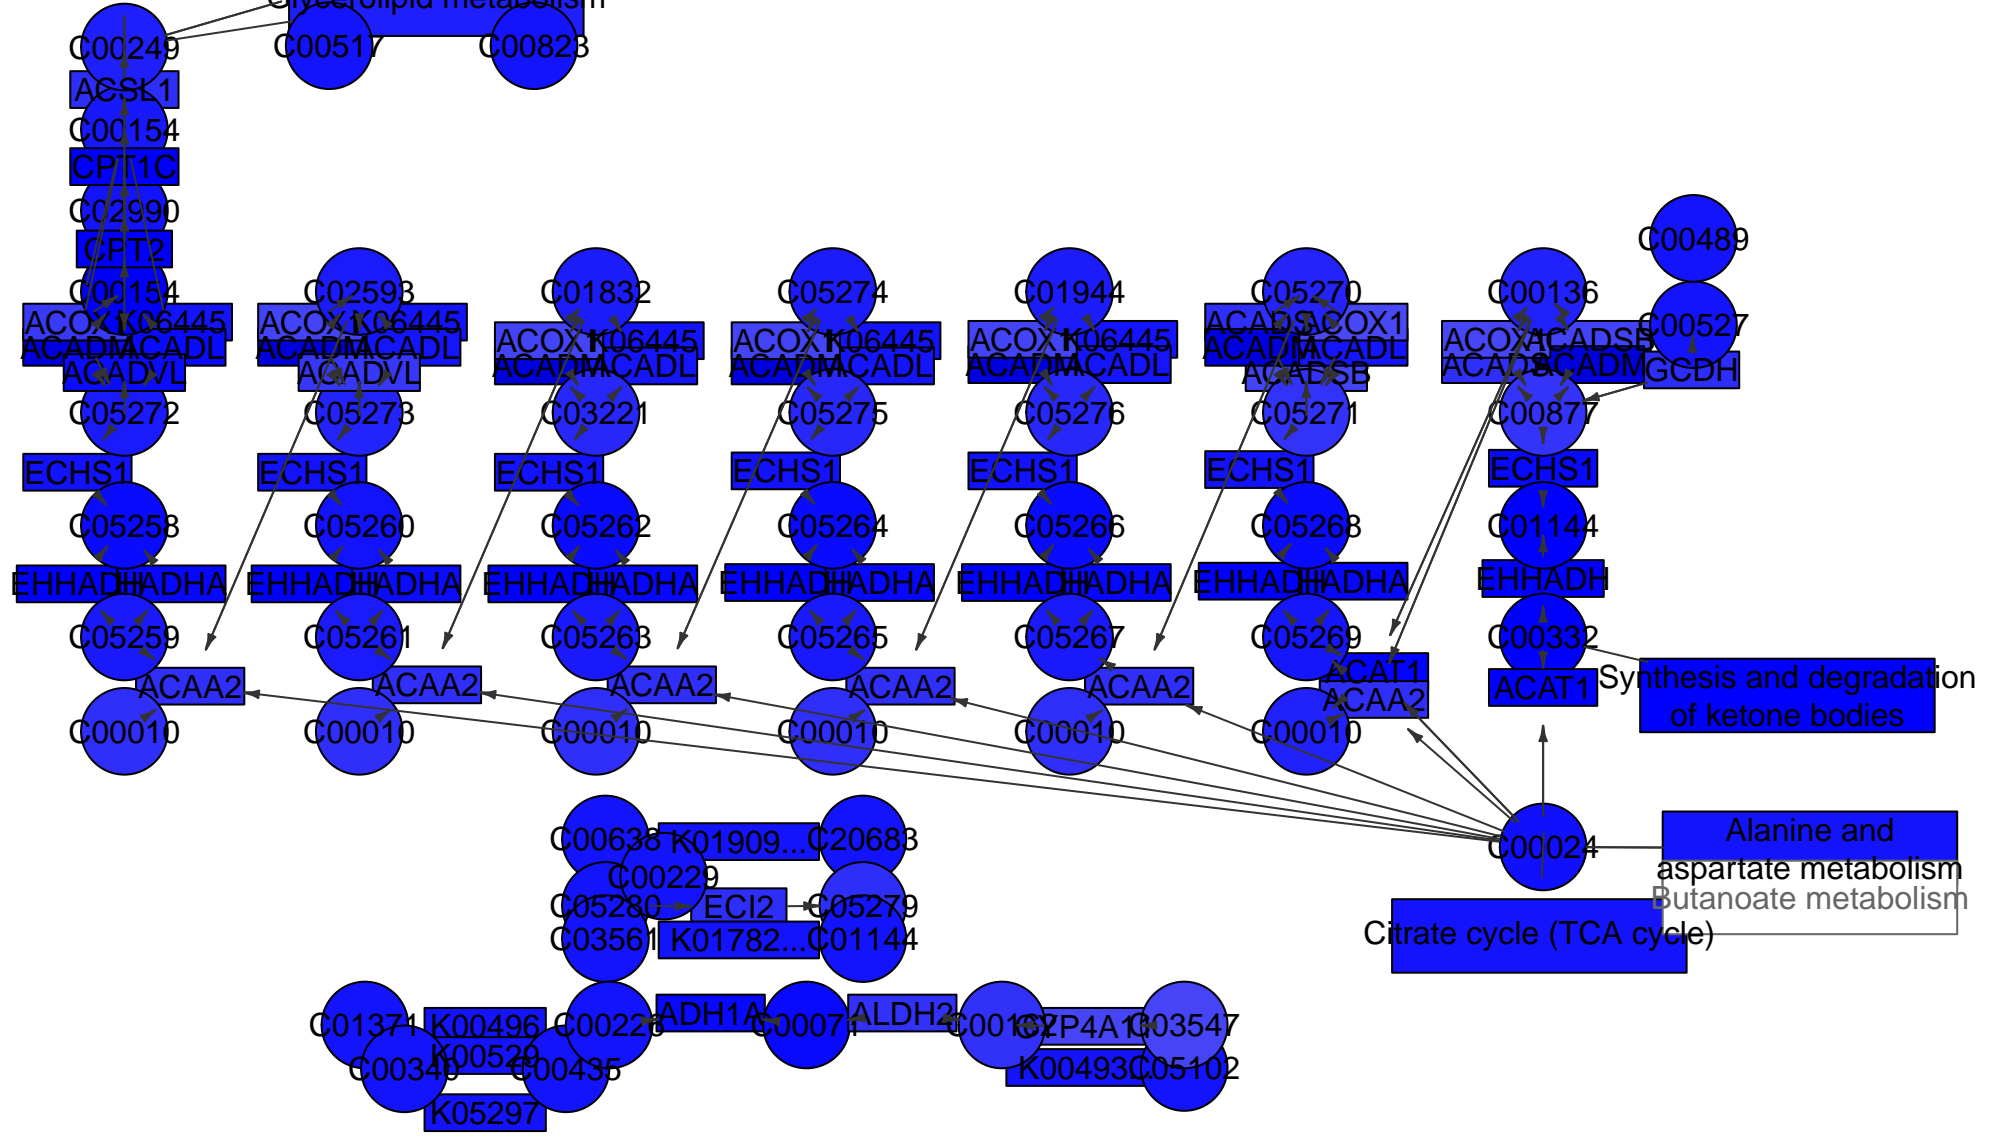 Glycerolipid metabolism
C00249
C00517
C00823
ACSL1
C00154
CPT1C
C02990
CPT2
C00154
C02593
C01832
C05274
C01944
C05270
C00136
C00489
C00527
ACOX1
K06445
ACADM
ACADL
ACADVL
ACOX1
K06445
ACADM
ACADL
ACADVL
ACOX1
K06445
ACADM
ACADL
ACOX1
K06445
ACADM
ACADL
ACOX1
K06445
ACADM
ACADL
ACADS
ACOX1
ACADM
ACADL
ACADSB
ACOX1
ACADSB
ACADS
ACADM
GCDH
C05272
C05273
C03221
C05275
C05276
C05271
C00877
ECHS1
ECHS1
ECHS1
ECHS1
ECHS1
ECHS1
ECHS1
C05258
C05260
C05262
C05264
C05266
C05268
C01144
EHHADH
HADHA
EHHADH
HADHA
EHHADH
HADHA
EHHADH
HADHA
EHHADH
HADHA
EHHADH
HADHA
EHHADH
C05259
C05261
C05263
C05265
C05267
C05269
C00332
ACAA2
ACAA2
ACAA2
ACAA2
ACAA2
ACAT1
ACAA2
ACAT1
Synthesis and degradation
of ketone bodies
C00010
C00010
C00010
C00010
C00010
C00010
C00638
K01909...
C20683
C00229
C05280
ECI2
C05279
C03561
K01782...
C01144
C00024
Alanine and
aspartate metabolism
Butanoate metabolism
Citrate cycle (TCA cycle)
C01371
K00496
C00226
ADH1A
C00071
ALDH2
C00162
CYP4A11
C03547
K00529
C00340
C00435
K00493...
C05102
K05297